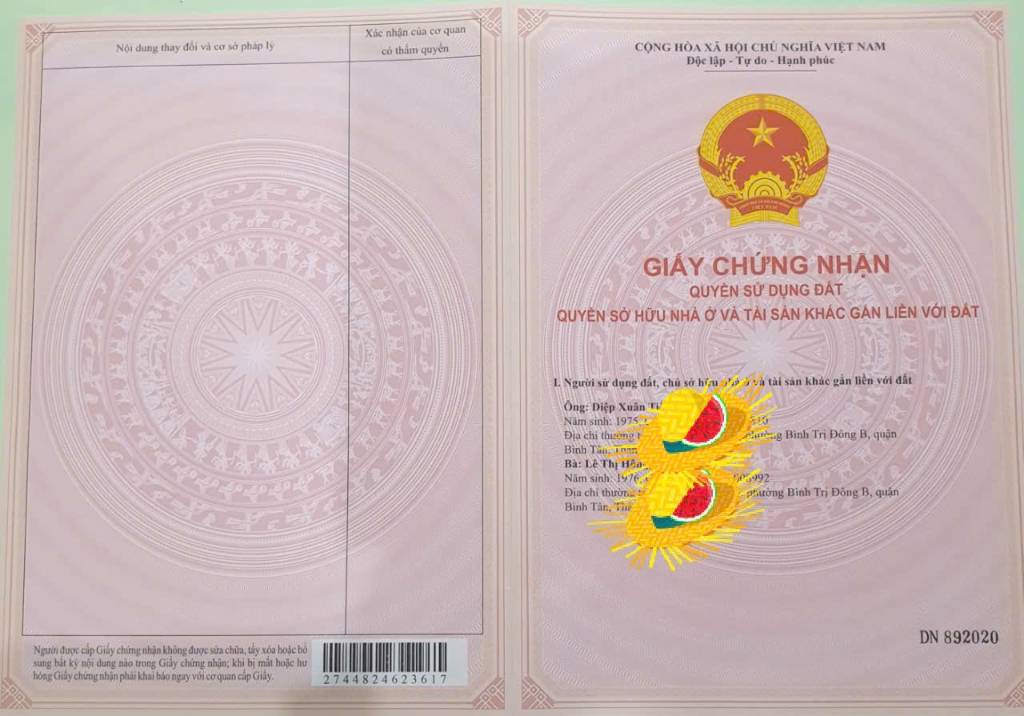 Nội dung thay đổi và cơ sở pháp lý
Xác nhận của cơ quan
có thẩm quyền
Người được cấp Giấy chứng nhận không được sửa chữa, tẩy xóa hoặc bổ
sung bất kỳ nội dung nào trong Giấy chứng nhận; khi bị mất hoặc hư
hỏng Giấy chứng nhận phải khai báo ngay với cơ quan cấp Giấy.
2744824623617
CỘNG HÒA XÃ HỘI CHỦ NGHĨA VIỆT NAM
Độc lập - Tự do - Hạnh phúc
VIỆT NAM
GIẤY CHỨNG NHẬN
QUYỀN SỬ DỤNG ĐẤT
QUYỀN SỞ HỮU NHÀ Ở VÀ TÀI SẢN KHÁC GẮN LIỀN VỚI ĐẤT
I. Người sử dụng đất, chủ sở hữu nhà ở và tài sản khác gắn liền với đất
Ông: Diệp Xuân
Năm sinh: 1975,
Địa chỉ thường phường Bình Trị Đông B, quận
Bình Tân,
Bà: Lê Thị
Năm sinh: 1976,
Địa chỉ thường phường Bình Trị Đông B, quận
Bình Tân,
DN 892020